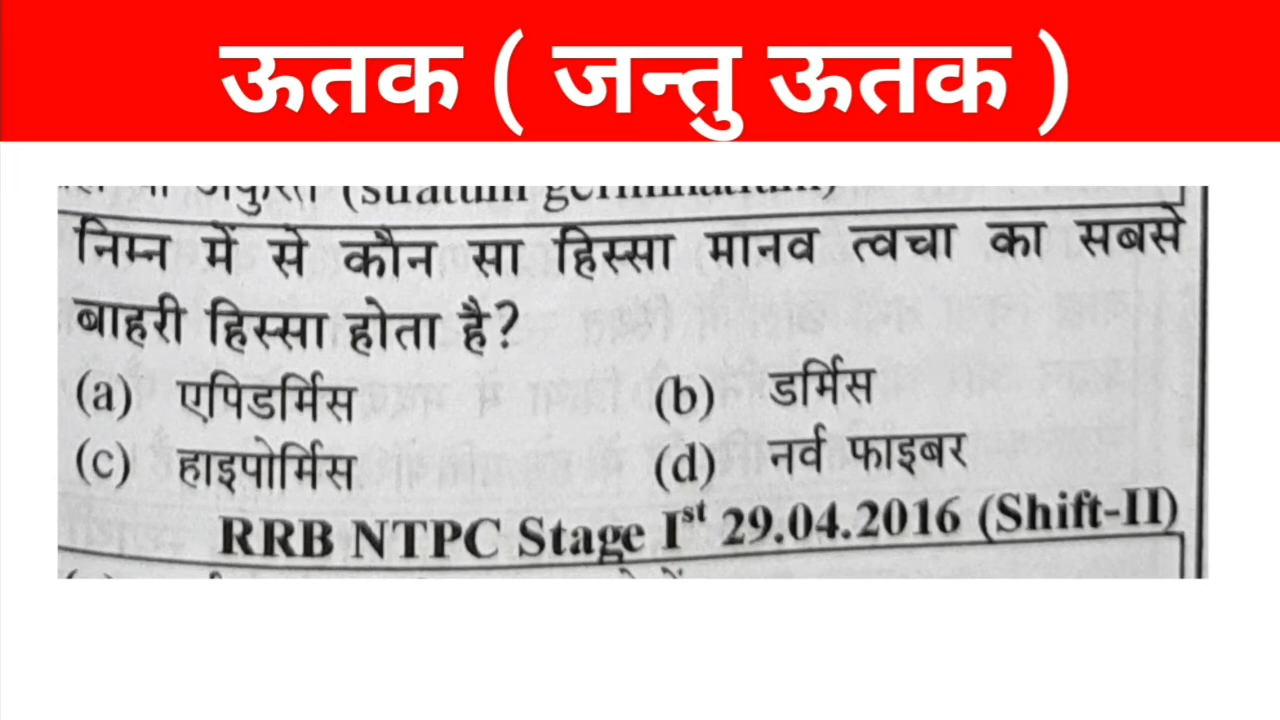 ऊतक ( जन्तु ऊतक )
निम्न में से कौन सा हिस्सा मानव त्वचा का सबसे
बाहरी हिस्सा होता है?
(a) एपिडर्मिस (b) डर्मिस
(c) हाइपोर्मिस (d) नर्व फाइबर
RRB NTPC Stage Ist 29.04.2016 (Shift-II)